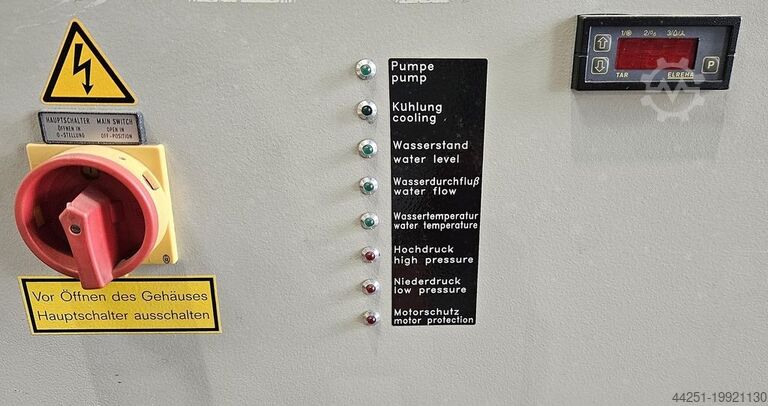 HAUPTSCHALTER MAIN SWITCH
ÖFFNEN IN OPEN IN
0-STELLUNG OFF-POSITION
Vor Öffnen des Gehäuses
Hauptschalter ausschalten
Pumpe
pump
Kühlung
cooling
Wasserstand
water level
Wasserdurchfluß
water flow
Wassertemperatur
water temperature
Hochdruck
high pressure
Niederdruck
low pressure
Motorschutz
motor protection
TAR ELREHA
P
44251-19921130